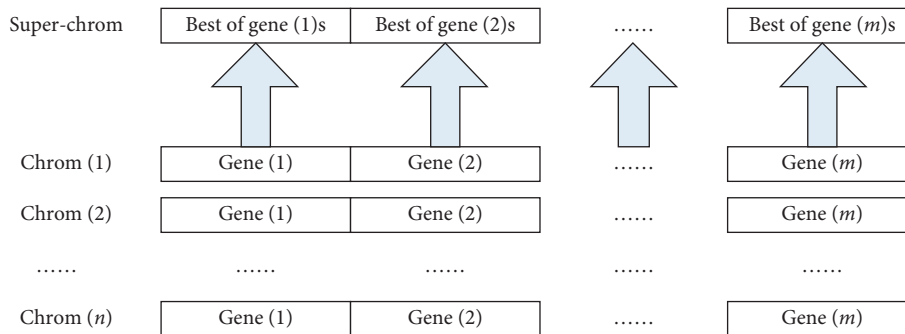 Super-chrom Best of gene (1)s Best of gene (2)s ...... Best of gene (m)s
Chrom (1) Gene (1) Gene (2) ...... Gene (m)
Chrom (2) Gene (1) Gene (2) ...... Gene (m)
...... ...... ...... ...... ......
Chrom (n) Gene (1) Gene (2) ...... Gene (m)